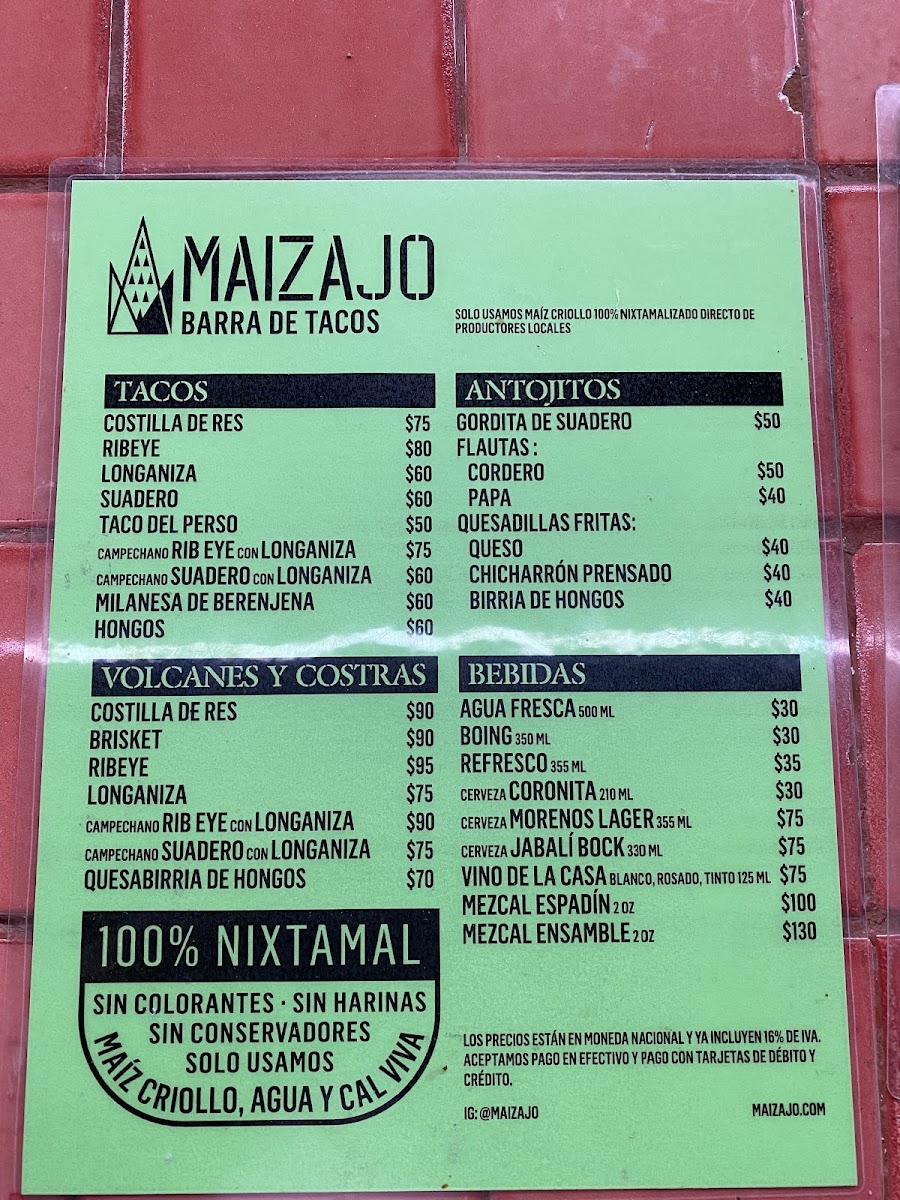 MAIZAJO
BARRA DE TACOS
SOLO USAMOS MAÍZ CRIOLLO 100% NIXTAMALIZADO DIRECTO DE
PRODUCTORES LOCALES
TACOS
COSTILLA DE RES $75
RIBEYE $80
LONGANIZA $60
SUADERO $60
TACO DEL PERSO $50
CAMPECHANO RIB EYE CON LONGANIZA $75
CAMPECHANO SUADERO CON LONGANIZA $60
MILANESA DE BERENJENA $60
HONGOS $60
ANTOJITOS
GORDITA DE SUADERO $50
FLAUTAS :
CORDERO $50
PAPA $40
QUESADILLAS FRITAS:
QUESO $40
CHICHARRÓN PRENSADO $40
BIRRIA DE HONGOS $40
VOLCANES Y COSTRAS
COSTILLA DE RES $90
BRISKET $90
RIBEYE $95
LONGANIZA $75
CAMPECHANO RIB EYE CON LONGANIZA $90
CAMPECHANO SUADERO CON LONGANIZA $75
QUESABIRRIA DE HONGOS $70
BEBIDAS
AGUA FRESCA 500 ML $30
BOING 350 ML $30
REFRESCO 355 ML $35
CERVEZA CORONITA 210 ML $30
CERVEZA MORENOS LAGER 355 ML $75
CERVEZA JABALÍ BOCK 330 ML $75
VINO DE LA CASA BLANCO, ROSADO, TINTO 125 ML $75
MEZCAL ESPADÍN 2 OZ $100
MEZCAL ENSAMBLE 2 OZ $130
100% NIXTAMAL
SIN COLORANTES · SIN HARINAS
SIN CONSERVADORES
SOLO USAMOS
MAÍZ CRIOLLO, AGUA Y CAL VIVA
LOS PRECIOS ESTÁN EN MONEDA NACIONAL Y YA INCLUYEN 16% DE IVA.
ACEPTAMOS PAGO EN EFECTIVO Y PAGO CON TARJETAS DE DÉBITO Y
CRÉDITO.
IG: @MAIZAJO MAIZAJO.COM